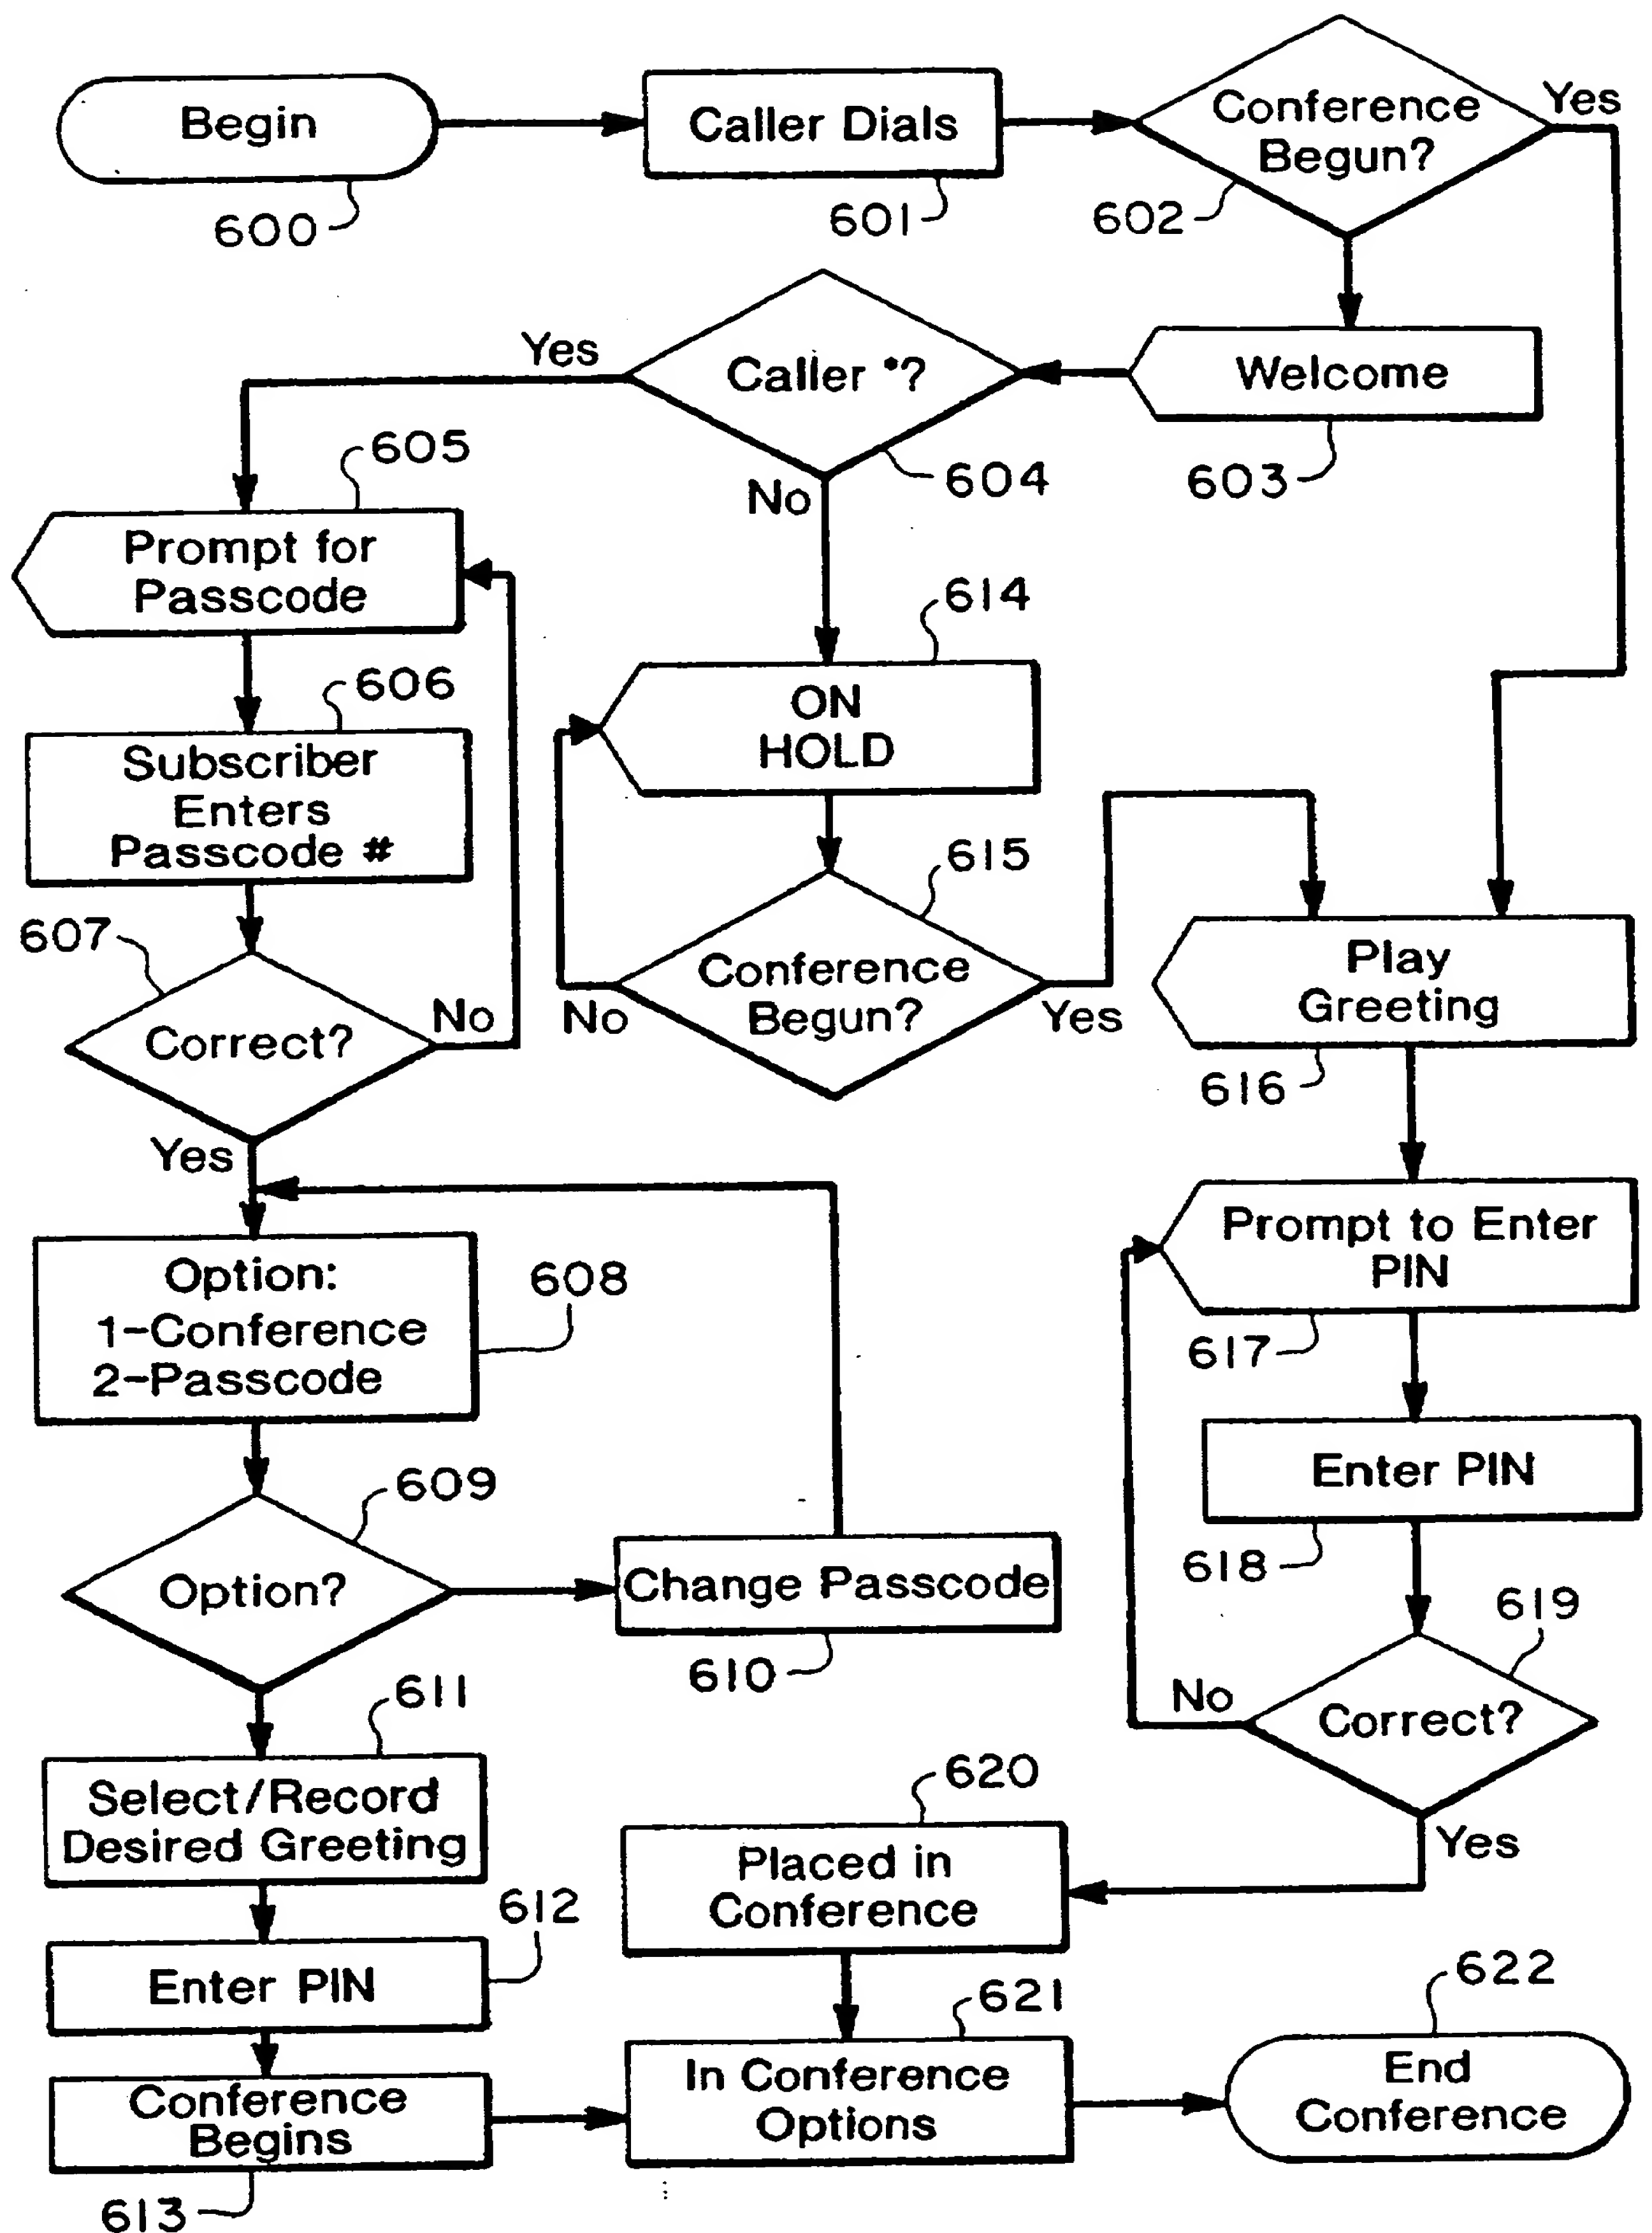 Begin
600
Caller Dials
601
Conference
Begun?
602
Yes
Welcome
603
Caller *?
604
Yes
No
605
Prompt for
Passcode
606
Subscriber
Enters
Passcode #
607
Correct?
No
Yes
614
ON
HOLD
615
Conference
Begun?
No
Yes
Play
Greeting
616
Prompt to Enter
PIN
617
Enter PIN
618
619
Correct?
No
Yes
Option:
1-Conference
2-Passcode
608
609
Option?
Change Passcode
610
611
Select/Record
Desired Greeting
612
Enter PIN
Conference
Begins
613
620
Placed in
Conference
621
In Conference
Options
622
End
Conference